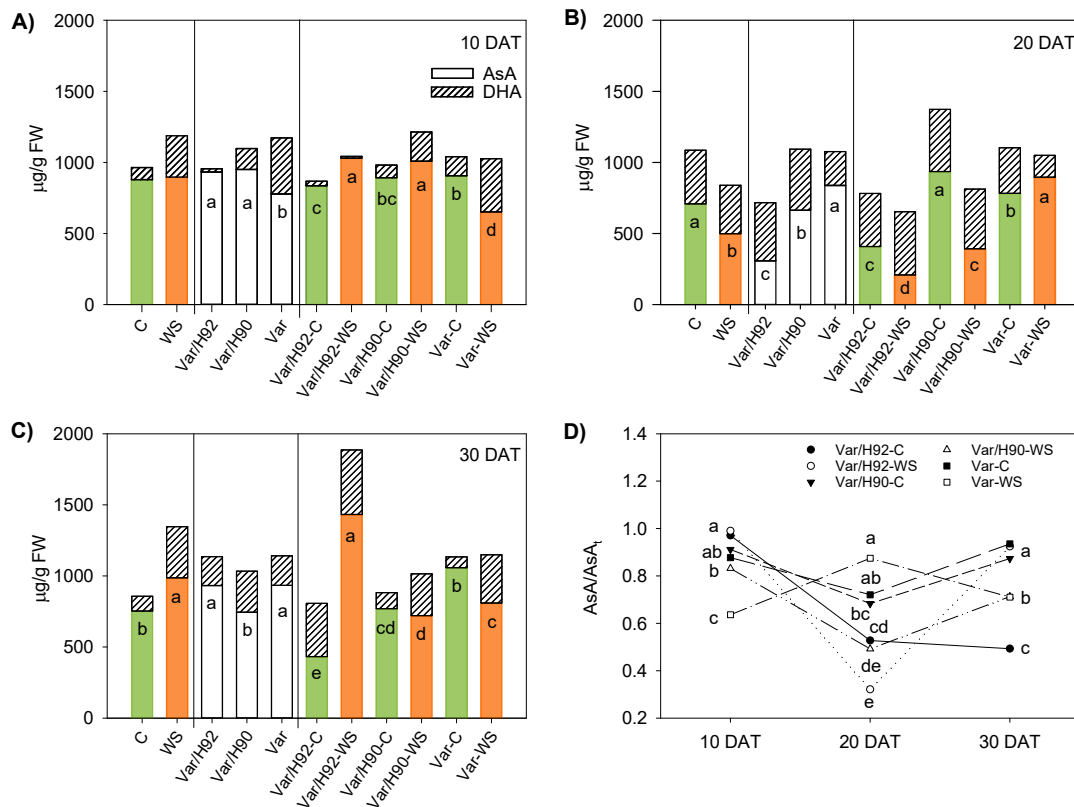 A)
2000
1500
1000
500
0
µg/g FW
10 DAT
AsA
DHA
a
a
b
c
a
bc
a
b
d
C
WS
Var/H92
Var/H90
Var
Var/H92-C
Var/H92-WS
Var/H90-C
Var/H90-WS
Var-C
Var-WS
B)
2000
1500
1000
500
0
µg/g FW
20 DAT
a
b
c
b
a
c
d
a
c
b
a
C
WS
Var/H92
Var/H90
Var
Var/H92-C
Var/H92-WS
Var/H90-C
Var/H90-WS
Var-C
Var-WS
C)
2000
1500
1000
500
0
µg/g FW
30 DAT
b
a
a
b
a
e
a
cd
d
b
c
C
WS
Var/H92
Var/H90
Var
Var/H92-C
Var/H92-WS
Var/H90-C
Var/H90-WS
Var-C
Var-WS
D)
1.4
1.2
1.0
0.8
0.6
0.4
0.2
AsA/AsAt
Var/H92-C
Var/H92-WS
Var/H90-C
Var/H90-WS
Var-C
Var-WS
a
ab
b
c
a
ab
bc
cd
de
e
a
b
c
10 DAT
20 DAT
30 DAT